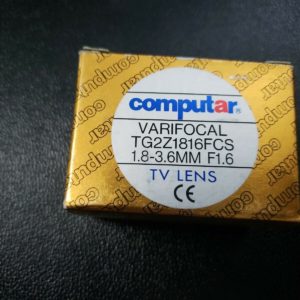 computar®
VARIFOCAL
TG2Z1816FCS
1.8-3.6MM F1.6
TV LENS
CE